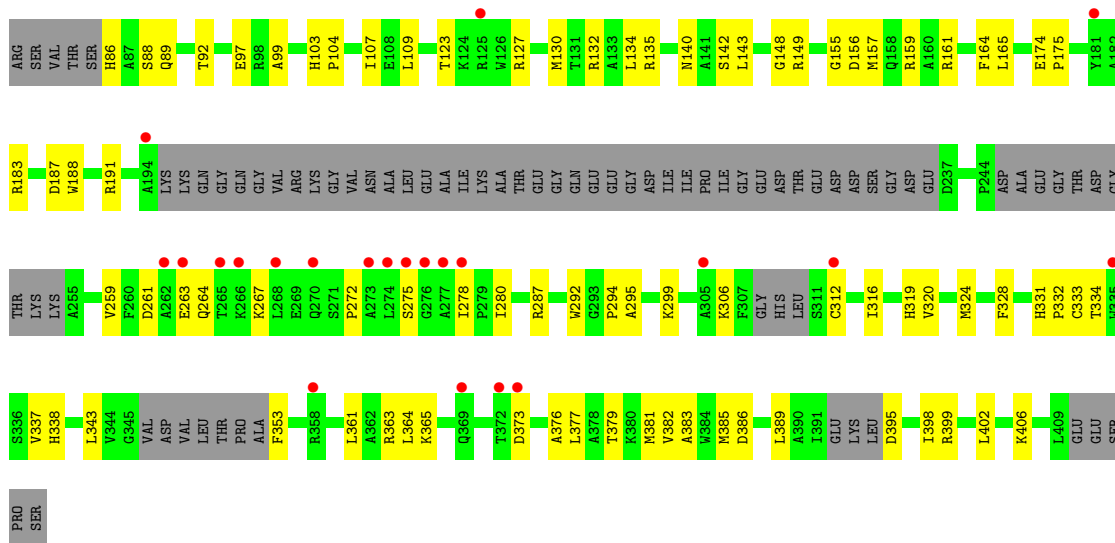 ARG SER VAL THR SER H86 A87 S88 Q89 T92 E97 R98 A99 H103 P104 I107 E108 L109 T123 K124 R125 W126 R127 M130 T131 R132 A133 L134 R135 N140 A141 S142 L143 G148 R149 G155 D156 M157 Q158 R159 A160 R161 F164 L165 E174 P175 Y181 A182
R183 D187 W188 R191 A194 LYS LYS GLN GLY GLN GLY VAL ARG LYS GLY VAL ASN ALA LEU GLU ALA ILE LYS ALA THR GLU GLY GLN GLU GLU GLY ASP ILE ILE PRO ILE GLY GLU ASP THR GLU ASP ASP SER GLY ASP GLU D237 P244 ASP ALA GLU GLY THR ASP GLY
THR LYS LYS A255 V259 F260 D261 A262 E263 Q264 T265 K266 K267 L268 E269 Q270 S271 P272 A273 L274 S275 G276 A277 I278 P279 I280 R287 W292 G293 P294 A295 K299 A305 K306 F307 GLY HIS LEU S311 C312 I316 H319 V320 M324 F328 H331 P332 C333 T334 W335
S336 V337 H338 L343 V344 G345 VAL ASP VAL LEU THR PRO ALA F353 R358 L361 A362 R363 L364 K365 Q369 T372 D373 A376 L377 A378 T379 K380 M381 V382 A383 W384 M385 D386 L389 A390 I391 GLU LYS LEU D395 I398 R399 L402 K406 L409 GLU GLU SER
PRO SER